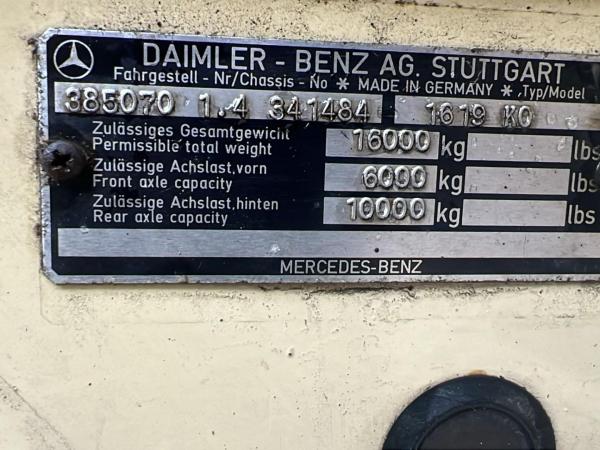 DAIMLER - BENZ AG. STUTTGART
Fahrgestell - Nr/Chassis - No * MADE IN GERMANY * Typ/Model
385070 1.4 341484 1619 KO
Zulässiges Gesamtgewicht
Permissible total weight 16000 kg lbs
Zulässige Achslast,vorn
Front axle capacity 6000 kg lbs
Zulässige Achslast,hinten
Rear axle capacity 10000 kg lbs
MERCEDES-BENZ